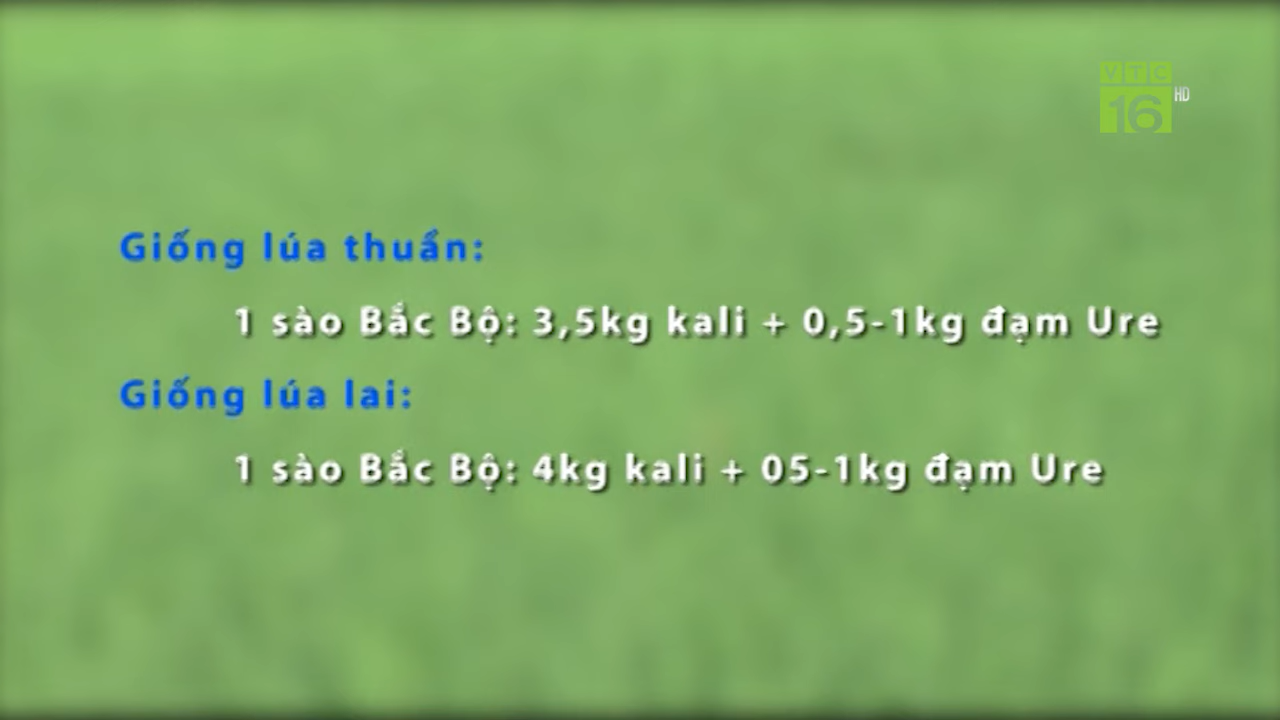 VTC
16 HD
Giống lúa thuần:
1 sào Bắc Bộ: 3,5kg kali + 0,5-1kg đạm Ure
Giống lúa lai:
1 sào Bắc Bộ: 4kg kali + 05-1kg đạm Ure